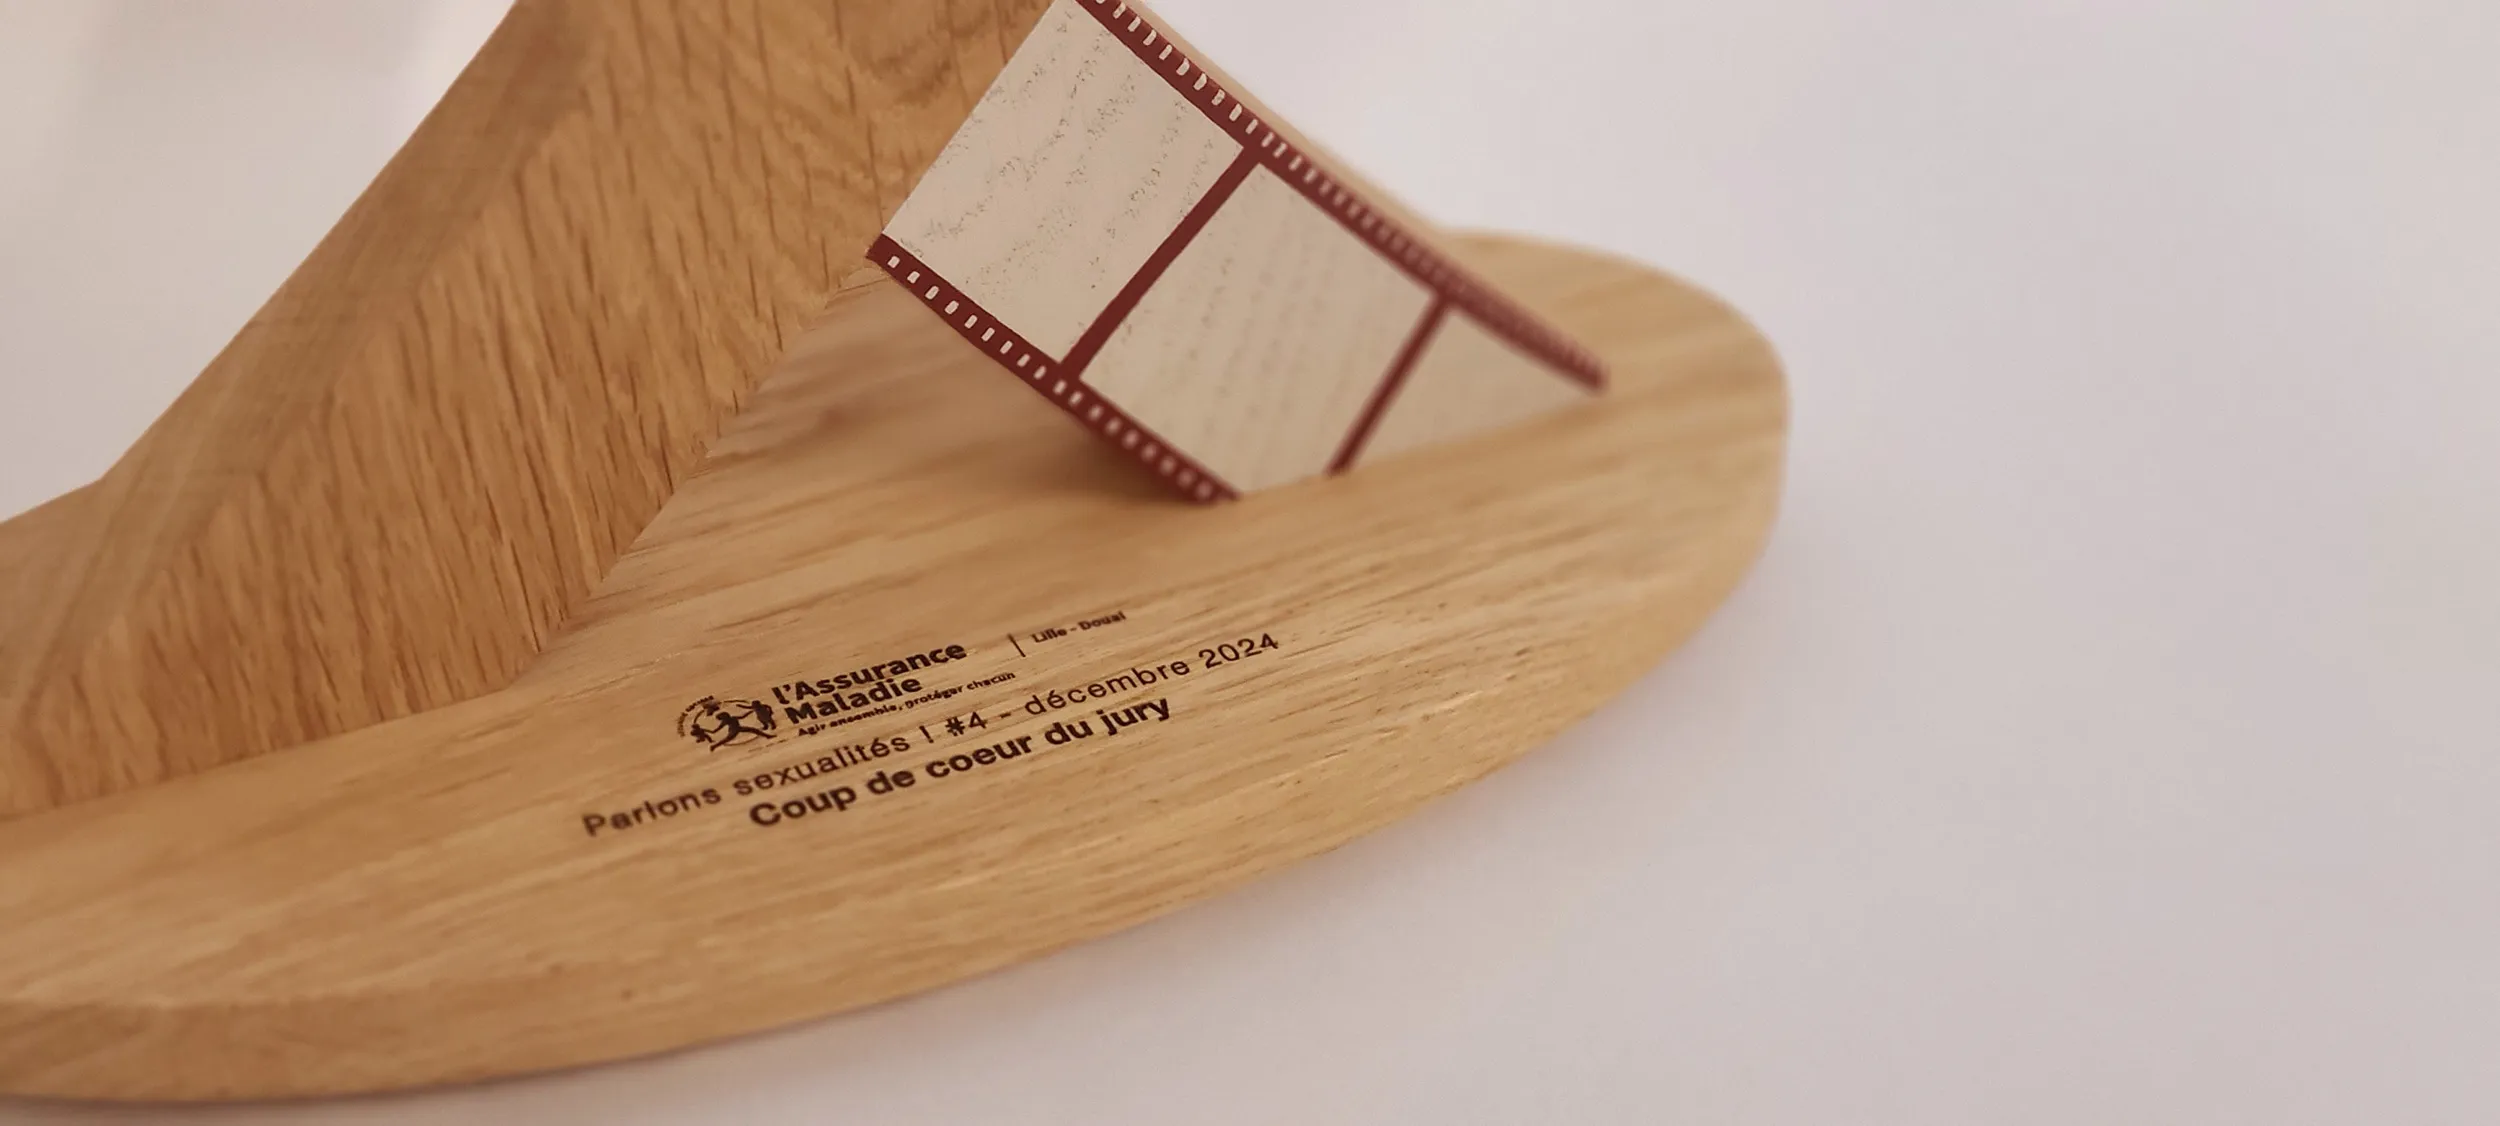 l'Assurance
Maladie
Agir ensemble, protéger chacun
Lille - Douai
Parlons sexualités ! #4 - décembre 2024
Coup de coeur du jury